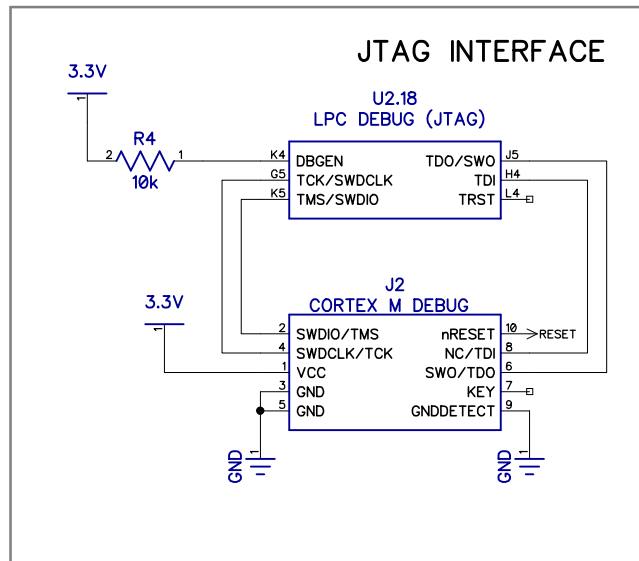 JTAG INTERFACE
3.3V
1
U2.18
LPC DEBUG (JTAG)
R4
2 1
10k
K4 DBGEN TDO/SWO J5
G5 TCK/SWDCLK TDI H4
K5 TMS/SWDIO TRST L4
J2
CORTEX M DEBUG
3.3V
1
2 SWDIO/TMS nRESET 10 RESET
4 SWDCLK/TCK NC/TDI 8
1 VCC SWO/TDO 6
3 GND KEY 7
5 GND GNDDETECT 9
GND 1
GND 1